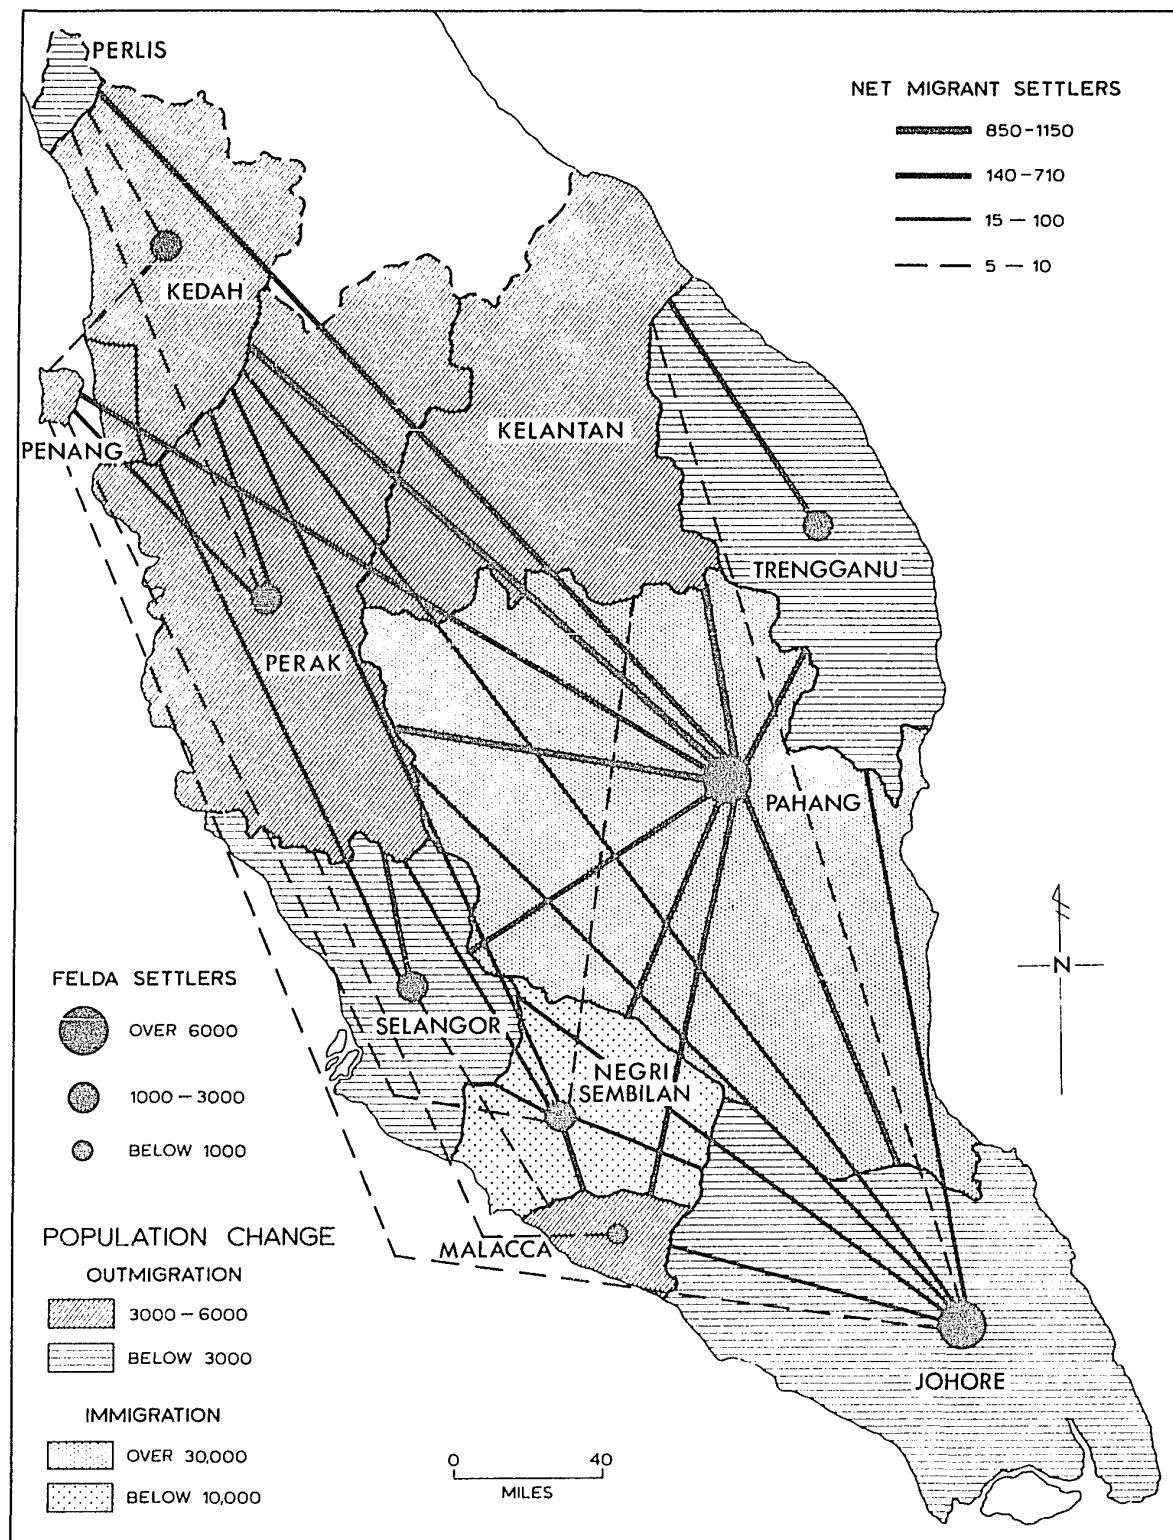 PERLIS
NET MIGRANT SETTLERS
850-1150
140-710
15 — 100
5 — 10
KEDAH
PENANG
KELANTAN
TRENGGANU
PERAK
PAHANG
N
FELDA SETTLERS
OVER 6000
1000 — 3000
BELOW 1000
SELANGOR
NEGRI
SEMBILAN
MALACCA
JOHORE
POPULATION CHANGE
OUTMIGRATION
3000 — 6000
BELOW 3000
IMMIGRATION
OVER 30,000
BELOW 10,000
0 40
MILES